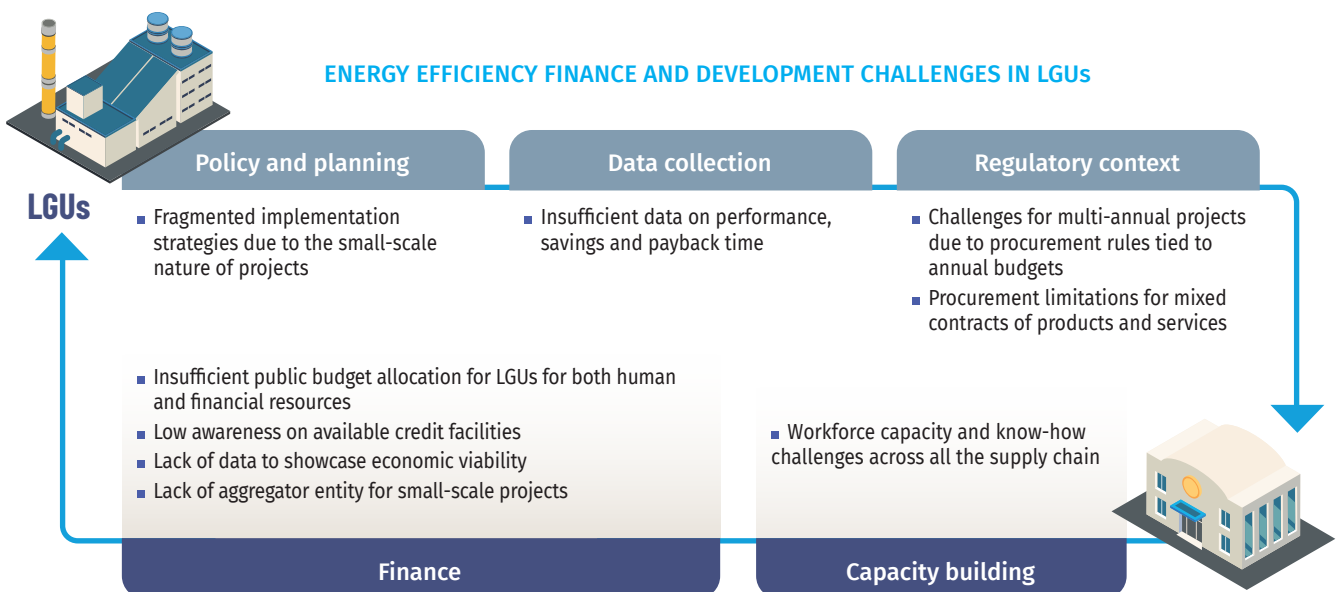 ENERGY EFFICIENCY FINANCE AND DEVELOPMENT CHALLENGES IN LGUs
LGUs
Policy and planning
▪ Fragmented implementation
strategies due to the small-scale
nature of projects
Data collection
▪ Insufficient data on performance,
savings and payback time
Regulatory context
▪ Challenges for multi-annual projects
due to procurement rules tied to
annual budgets
▪ Procurement limitations for mixed
contracts of products and services
▪ Insufficient public budget allocation for LGUs for both human
and financial resources
▪ Low awareness on available credit facilities
▪ Lack of data to showcase economic viability
▪ Lack of aggregator entity for small-scale projects
Finance
▪ Workforce capacity and know-how
challenges across all the supply chain
Capacity building